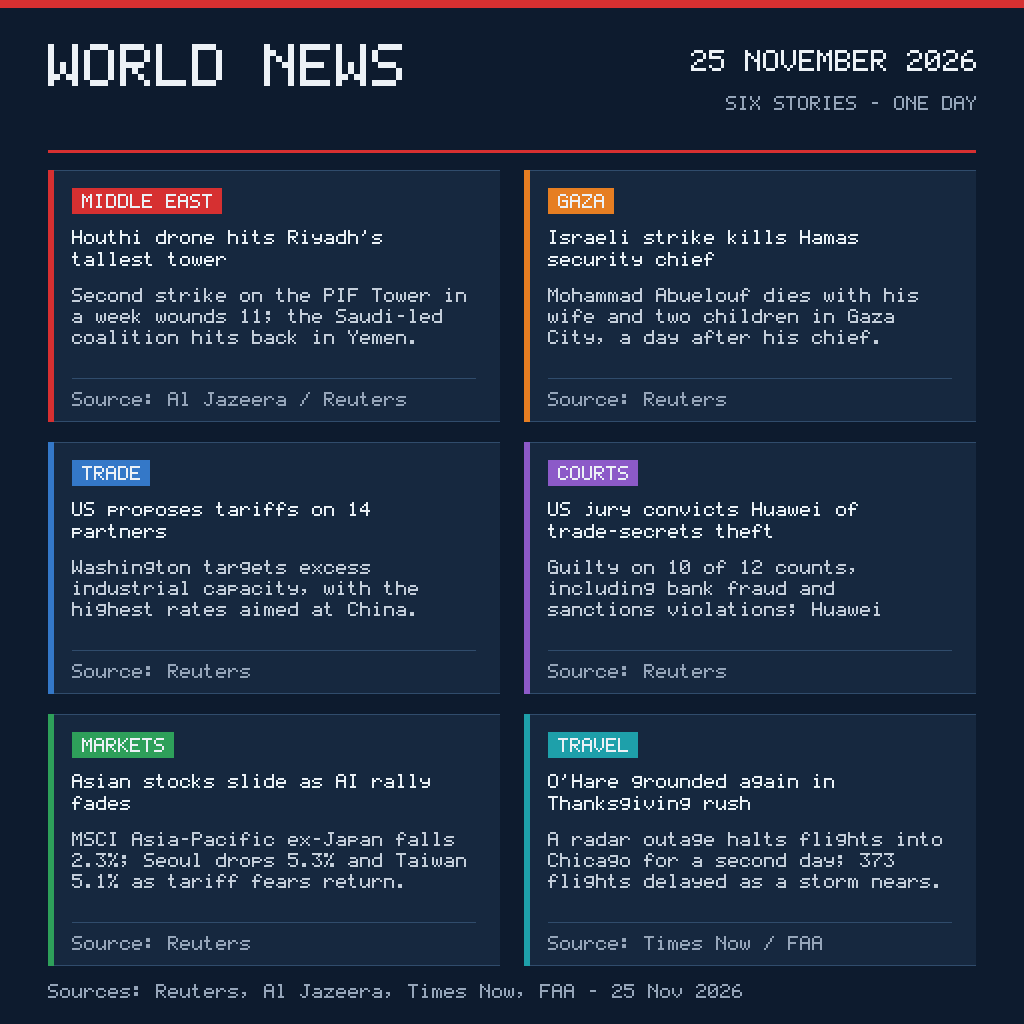 WORLD NEWS
25 NOVEMBER 2026
SIX STORIES - ONE DAY
MIDDLE EAST
Houthi drone hits Riyadh's
tallest tower
Second strike on the PIF Tower in
a week wounds 11; the Saudi-led
coalition hits back in Yemen.
Source: Al Jazeera / Reuters
GAZA
Israeli strike kills Hamas
security chief
Mohammad Abuelouf dies with his
wife and two children in Gaza
City, a day after his chief.
Source: Reuters
TRADE
US proposes tariffs on 14
partners
Washington targets excess
industrial capacity, with the
highest rates aimed at China.
Source: Reuters
COURTS
US jury convicts Huawei of
trade-secrets theft
Guilty on 10 of 12 counts,
including bank fraud and
sanctions violations; Huawei
Source: Reuters
MARKETS
Asian stocks slide as AI rally
fades
MSCI Asia-Pacific ex-Japan falls
2.3%; Seoul drops 5.3% and Taiwan
5.1% as tariff fears return.
Source: Reuters
TRAVEL
O'Hare grounded again in
Thanksgiving rush
A radar outage halts flights into
Chicago for a second day; 373
flights delayed as a storm nears.
Source: Times Now / FAA
Sources: Reuters, Al Jazeera, Times Now, FAA - 25 Nov 2026